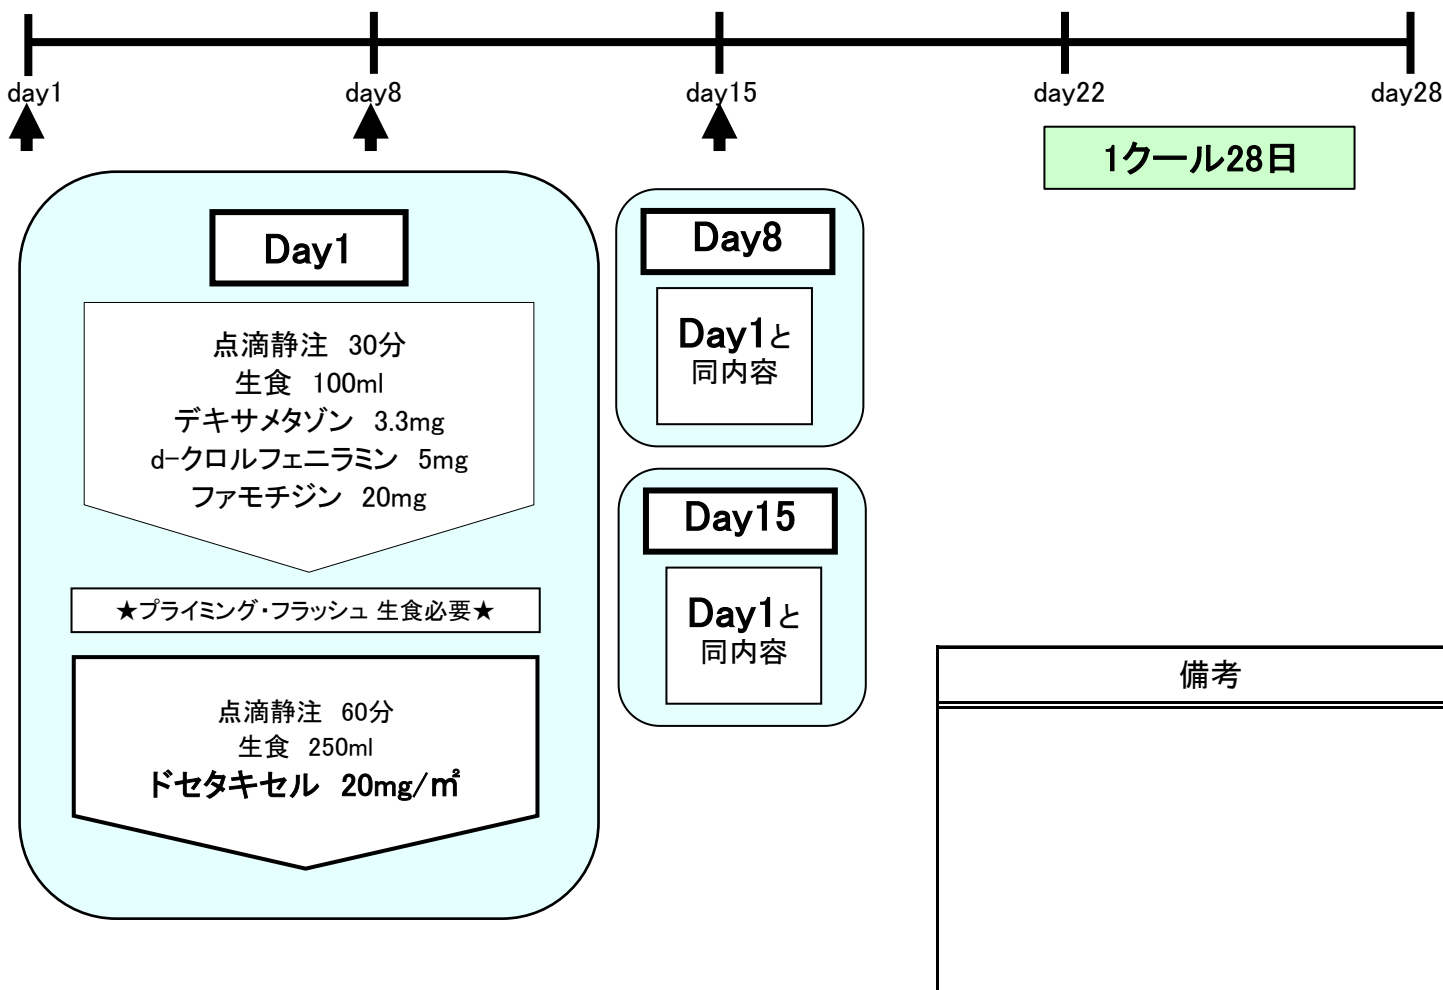 day1
day8
day15
day22
day28
1クール28日
Day1
点滴静注 30分
生食 100ml
デキサメタゾン 3.3mg
d-クロルフェニラミン 5mg
ファモチジン 20mg
★プライミング・フラッシュ 生食必要★
点滴静注 60分
生食 250ml
ドセタキセル 20mg/㎡
Day8
Day1と
同内容
Day15
Day1と
同内容
備考